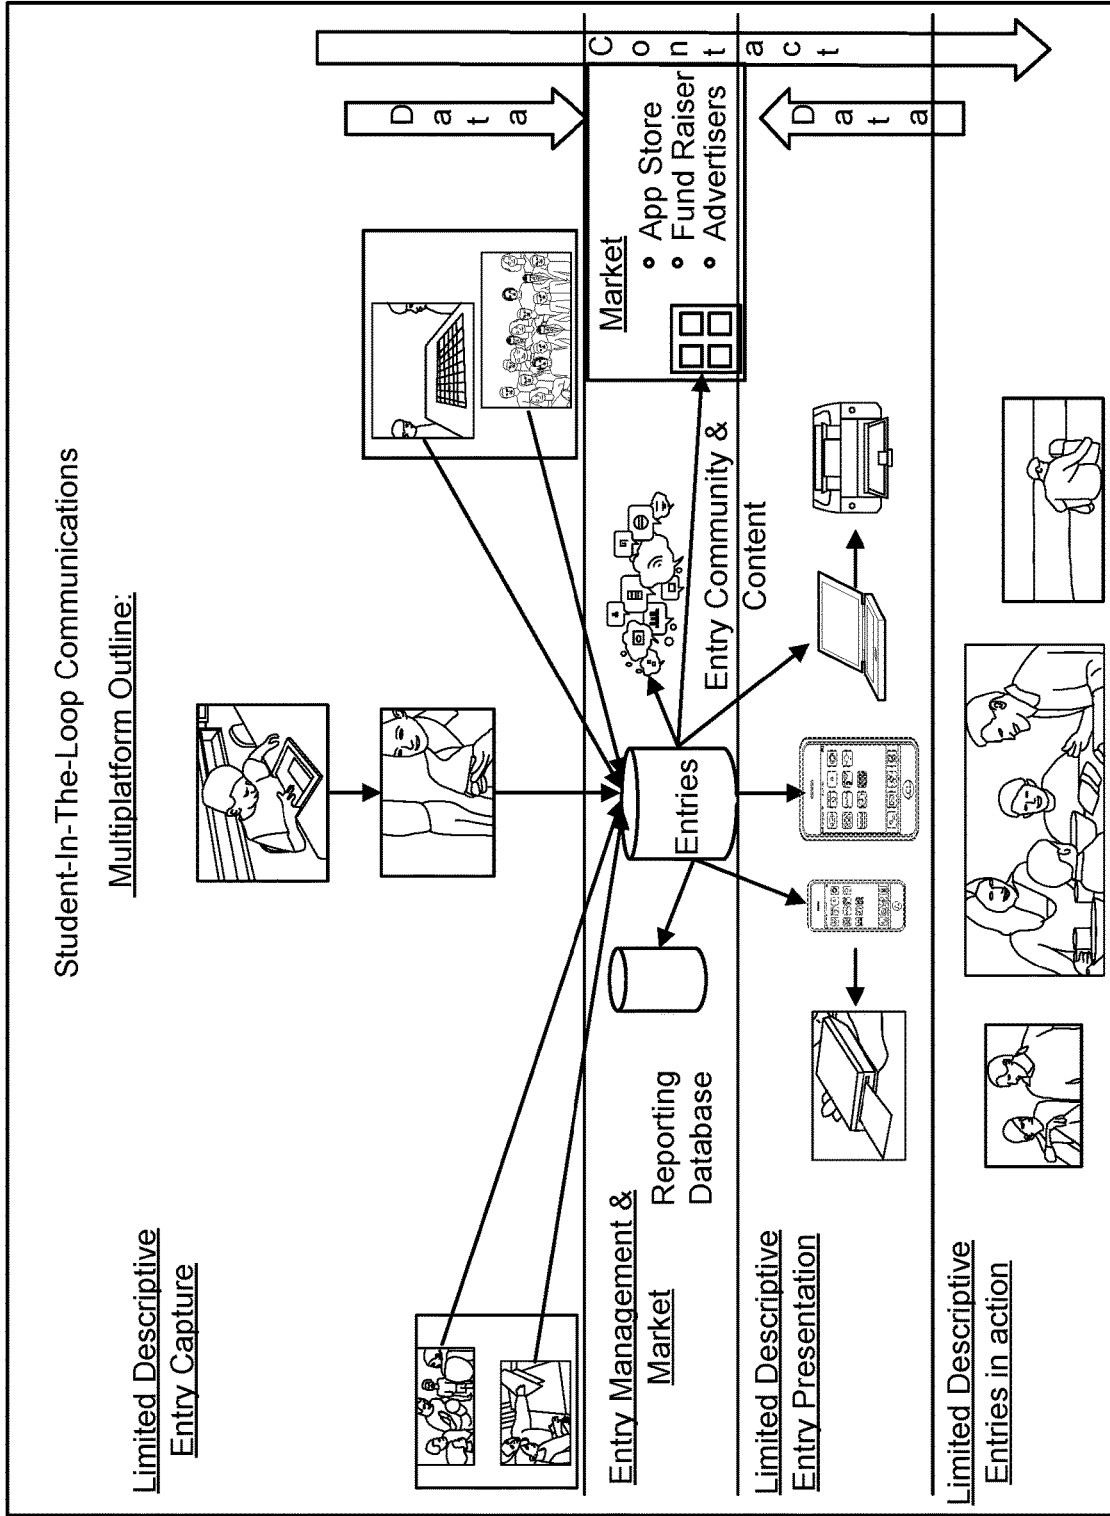 Student-In-The-Loop Communications
Multiplatform Outline:
Limited Descriptive
Entry Capture
Data
Contact
Entry Management &
Market
Reporting
Database
Entries
Entry Community &
Content
Market
App Store
Fund Raiser
Advertisers
Limited Descriptive
Entry Presentation
Data
Limited Descriptive
Entries in action